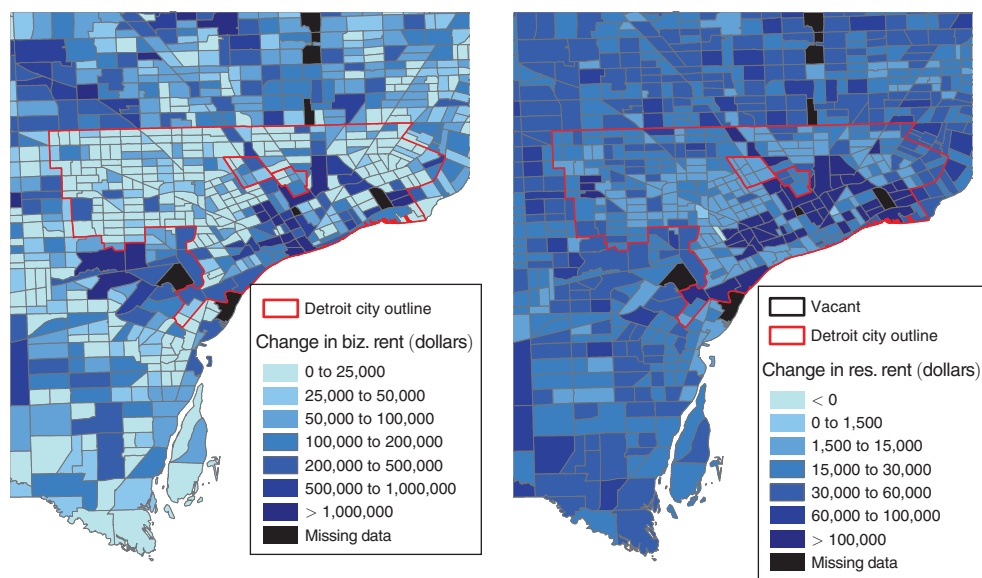 Detroit city outline
Change in biz. rent (dollars)
0 to 25,000
25,000 to 50,000
50,000 to 100,000
100,000 to 200,000
200,000 to 500,000
500,000 to 1,000,000
> 1,000,000
Missing data
Vacant
Detroit city outline
Change in res. rent (dollars)
< 0
0 to 1,500
1,500 to 15,000
15,000 to 30,000
30,000 to 60,000
60,000 to 100,000
> 100,000
Missing data